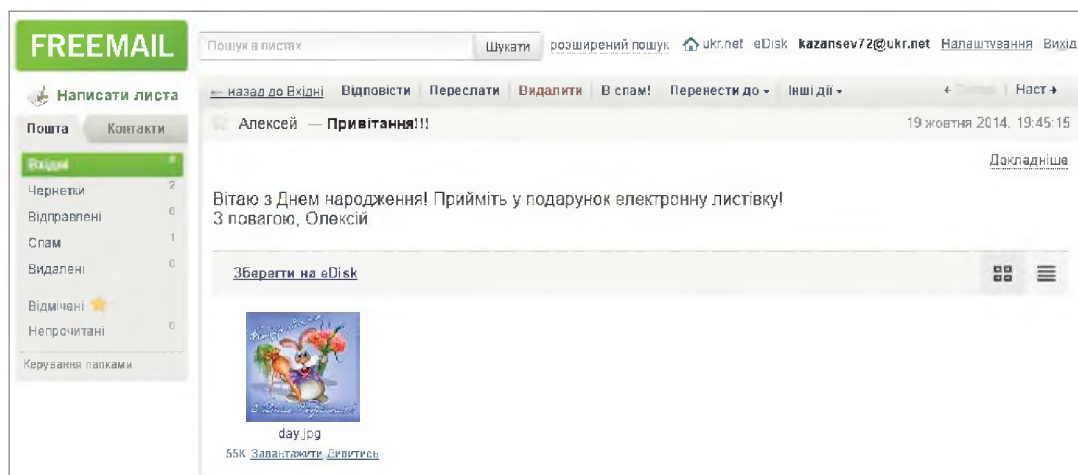 FREEMAIL
Пошук в листах Шукати розширений пошук ukr.net eDisk kazansev72@ukr.net Налаштування Вихід
Написати листа
← назад до Вхідні Відповісти Переслати Видалити В спам! Перенести до Інші дії Наст →
Пошта Контакти
Алексей — Привітання!!! 19 жовтня 2014, 19:45:15
Вхідні
Докладніше
Чернетки 2
Відправлені 6
Спам 1
Видалені 0
Вітаю з Днем народження! Прийміть у подарунок електронну листівку!
З повагою, Олексій
Зберегти на eDisk
Відмічені
Непрочитані 0
Керування папками
day.jpg
55K Завантажити Дивитись